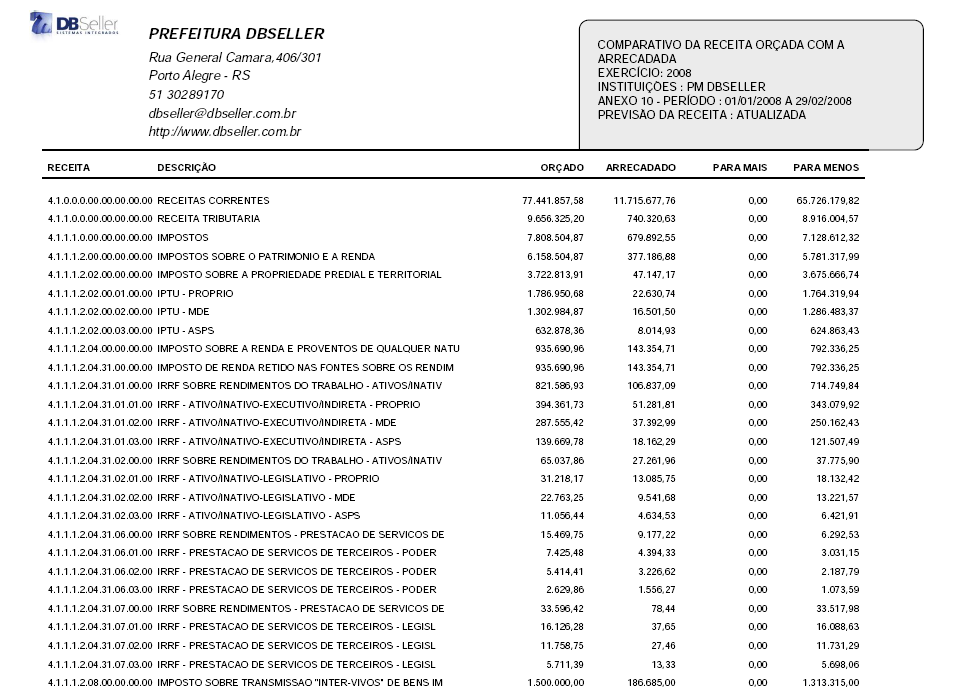 DBSeller
SISTEMAS INTEGRADOS
PREFEITURA DBSELLER
Rua General Camara,406/301
Porto Alegre - RS
51 30289170
dbseller@dbseller.com.br
http://www.dbseller.com.br
COMPARATIVO DA RECEITA ORÇADA COM A
ARRECADADA
EXERCÍCIO: 2008
INSTITUIÇÕES : PM DBSELLER
ANEXO 10 - PERÍODO : 01/01/2008 A 29/02/2008
PREVISÃO DA RECEITA : ATUALIZADA
RECEITA DESCRIÇÃO ORÇADO ARRECADADO PARA MAIS PARA MENOS
4.1.0.0.0.00.00.00.00.00 RECEITAS CORRENTES 77.441.857,58 11.715.677,76 0,00 65.726.179,82
4.1.1.0.0.00.00.00.00.00 RECEITA TRIBUTARIA 9.656.325,20 740.320,63 0,00 8.916.004,57
4.1.1.1.0.00.00.00.00.00 IMPOSTOS 7.808.504,87 679.892,55 0,00 7.128.612,32
4.1.1.1.2.00.00.00.00.00 IMPOSTOS SOBRE O PATRIMONIO E A RENDA 6.158.504,87 377.186,88 0,00 5.781.317,99
4.1.1.1.2.02.00.00.00.00 IMPOSTO SOBRE A PROPRIEDADE PREDIAL E TERRITORIAL 3.722.813,91 47.147,17 0,00 3.675.666,74
4.1.1.1.2.02.00.01.00.00 IPTU - PROPRIO 1.786.950,68 22.630,74 0,00 1.764.319,94
4.1.1.1.2.02.00.02.00.00 IPTU - MDE 1.302.984,87 16.501,50 0,00 1.286.483,37
4.1.1.1.2.02.00.03.00.00 IPTU - ASPS 632.878,36 8.014,93 0,00 624.863,43
4.1.1.1.2.04.00.00.00.00 IMPOSTO SOBRE A RENDA E PROVENTOS DE QUALQUER NATU 935.690,96 143.354,71 0,00 792.336,25
4.1.1.1.2.04.31.00.00.00 IMPOSTO DE RENDA RETIDO NAS FONTES SOBRE OS RENDIM 935.690,96 143.354,71 0,00 792.336,25
4.1.1.1.2.04.31.01.00.00 IRRF SOBRE RENDIMENTOS DO TRABALHO - ATIVOS/INATIV 821.586,93 106.837,09 0,00 714.749,84
4.1.1.1.2.04.31.01.01.00 IRRF - ATIVO/INATIVO-EXECUTIVO/INDIRETA - PROPRIO 394.361,73 51.281,81 0,00 343.079,92
4.1.1.1.2.04.31.01.02.00 IRRF - ATIVO/INATIVO-EXECUTIVO/INDIRETA - MDE 287.555,42 37.392,99 0,00 250.162,43
4.1.1.1.2.04.31.01.03.00 IRRF - ATIVO/INATIVO-EXECUTIVO/INDIRETA - ASPS 139.669,78 18.162,29 0,00 121.507,49
4.1.1.1.2.04.31.02.00.00 IRRF SOBRE RENDIMENTOS DO TRABALHO - ATIVOS/INATIV 65.037,86 27.261,96 0,00 37.775,90
4.1.1.1.2.04.31.02.01.00 IRRF - ATIVO/INATIVO-LEGISLATIVO - PROPRIO 31.218,17 13.085,75 0,00 18.132,42
4.1.1.1.2.04.31.02.02.00 IRRF - ATIVO/INATIVO-LEGISLATIVO - MDE 22.763,25 9.541,68 0,00 13.221,57
4.1.1.1.2.04.31.02.03.00 IRRF - ATIVO/INATIVO-LEGISLATIVO - ASPS 11.056,44 4.634,53 0,00 6.421,91
4.1.1.1.2.04.31.06.00.00 IRRF SOBRE RENDIMENTOS - PRESTACAO DE SERVICOS DE 15.469,75 9.177,22 0,00 6.292,53
4.1.1.1.2.04.31.06.01.00 IRRF - PRESTACAO DE SERVICOS DE TERCEIROS - PODER 7.425,48 4.394,33 0,00 3.031,15
4.1.1.1.2.04.31.06.02.00 IRRF - PRESTACAO DE SERVICOS DE TERCEIROS - PODER 5.414,41 3.226,62 0,00 2.187,79
4.1.1.1.2.04.31.06.03.00 IRRF - PRESTACAO DE SERVICOS DE TERCEIROS - PODER 2.629,86 1.556,27 0,00 1.073,59
4.1.1.1.2.04.31.07.00.00 IRRF SOBRE RENDIMENTOS - PRESTACAO DE SERVICOS DE 33.596,42 78,44 0,00 33.517,98
4.1.1.1.2.04.31.07.01.00 IRRF - PRESTACAO DE SERVICOS DE TERCEIROS - LEGISL 16.126,28 37,65 0,00 16.088,63
4.1.1.1.2.04.31.07.02.00 IRRF - PRESTACAO DE SERVICOS DE TERCEIROS - LEGISL 11.758,75 27,46 0,00 11.731,29
4.1.1.1.2.04.31.07.03.00 IRRF - PRESTACAO DE SERVICOS DE TERCEIROS - LEGISL 5.711,39 13,33 0,00 5.698,06
4.1.1.1.2.08.00.00.00.00 IMPOSTO SOBRE TRANSMISSAO "INTER-VIVOS" DE BENS IM 1.500.000,00 186.685,00 0,00 1.313.315,00